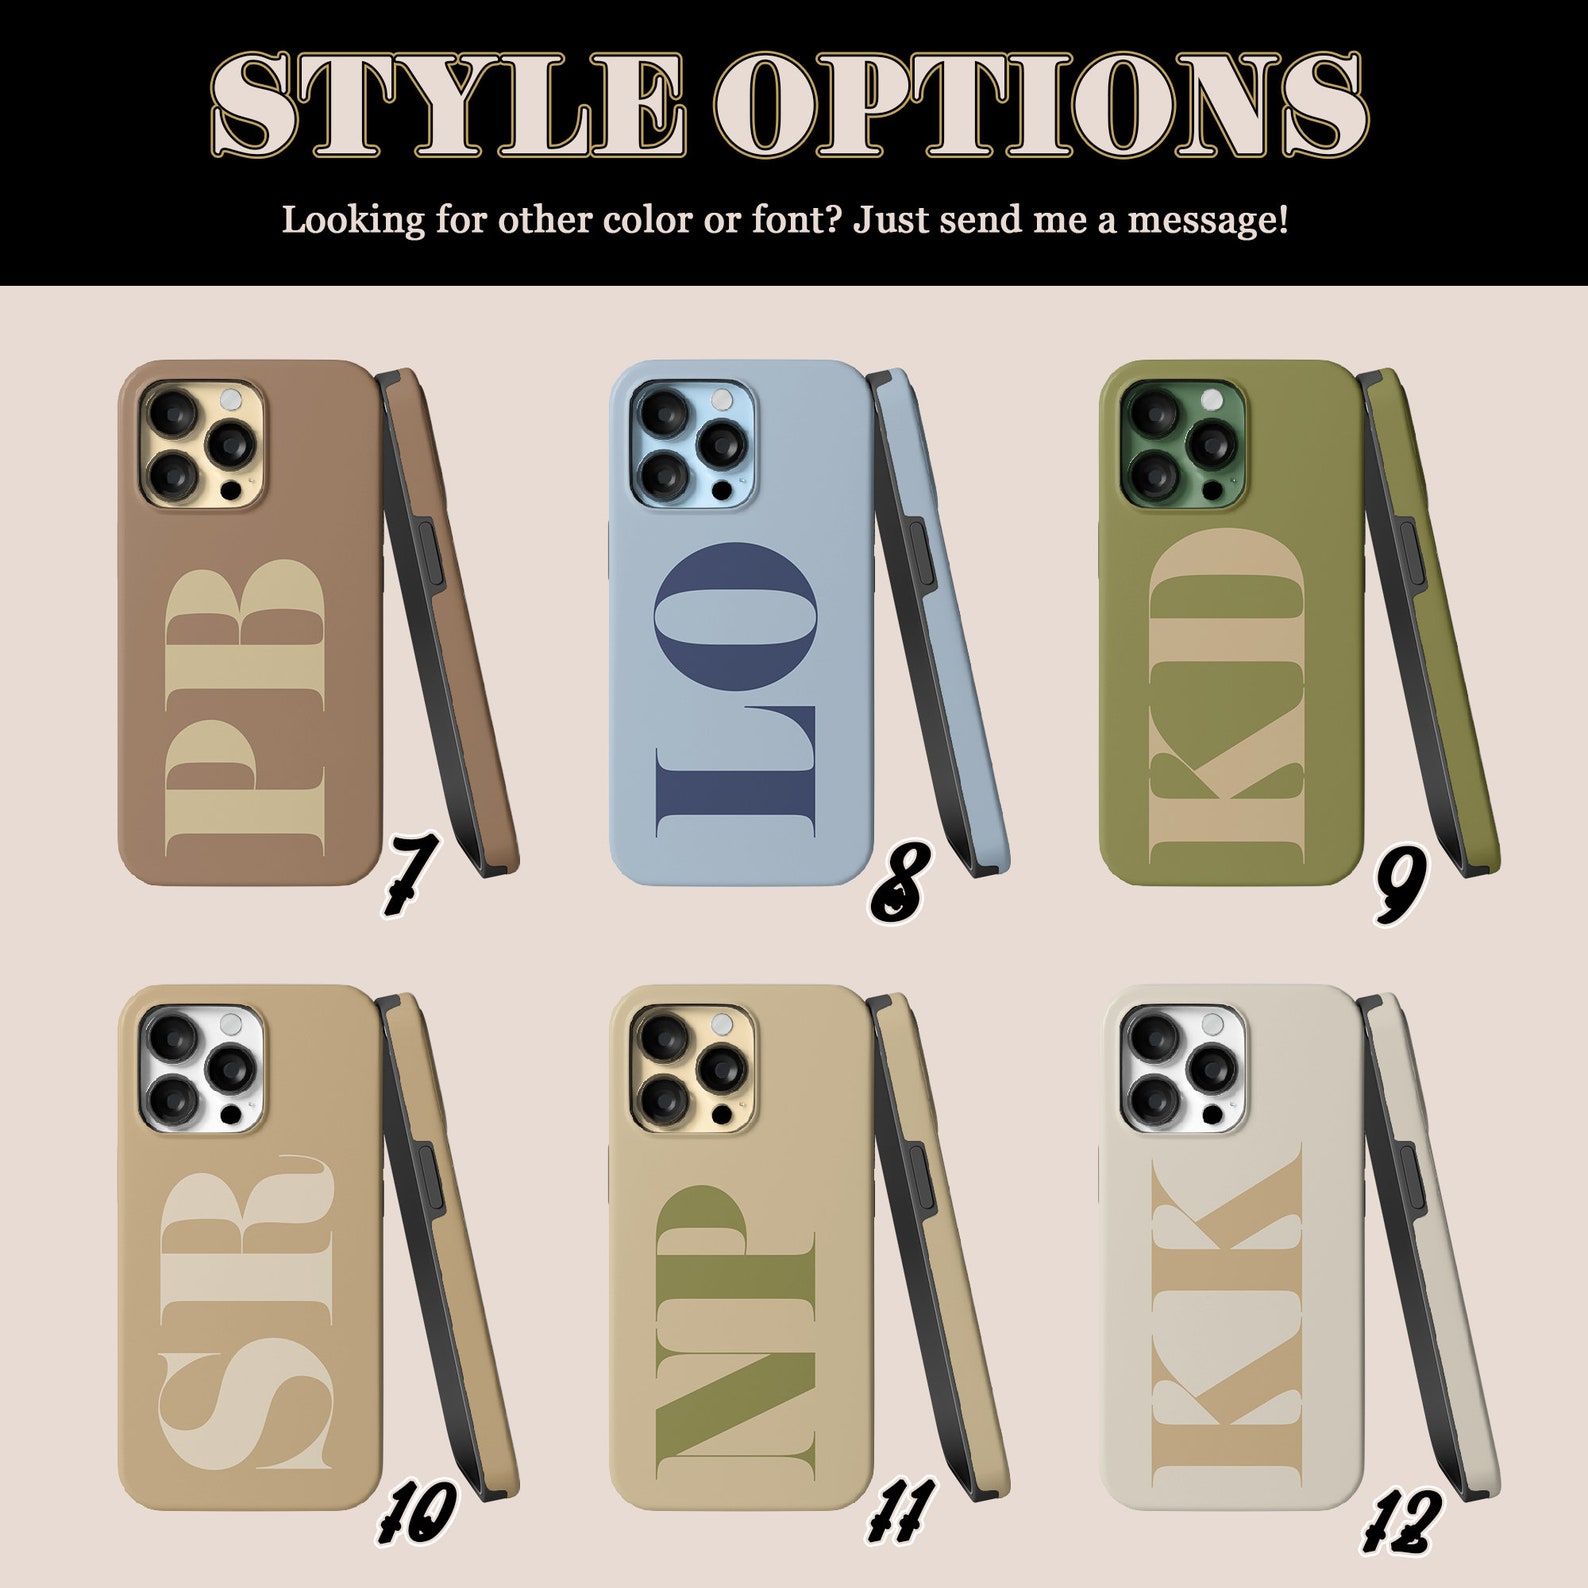 STYLE OPTIONS
Looking for other color or font? Just send me a message!
PB
7
LO
8
KD
9
SR
10
NP
11
KK
12